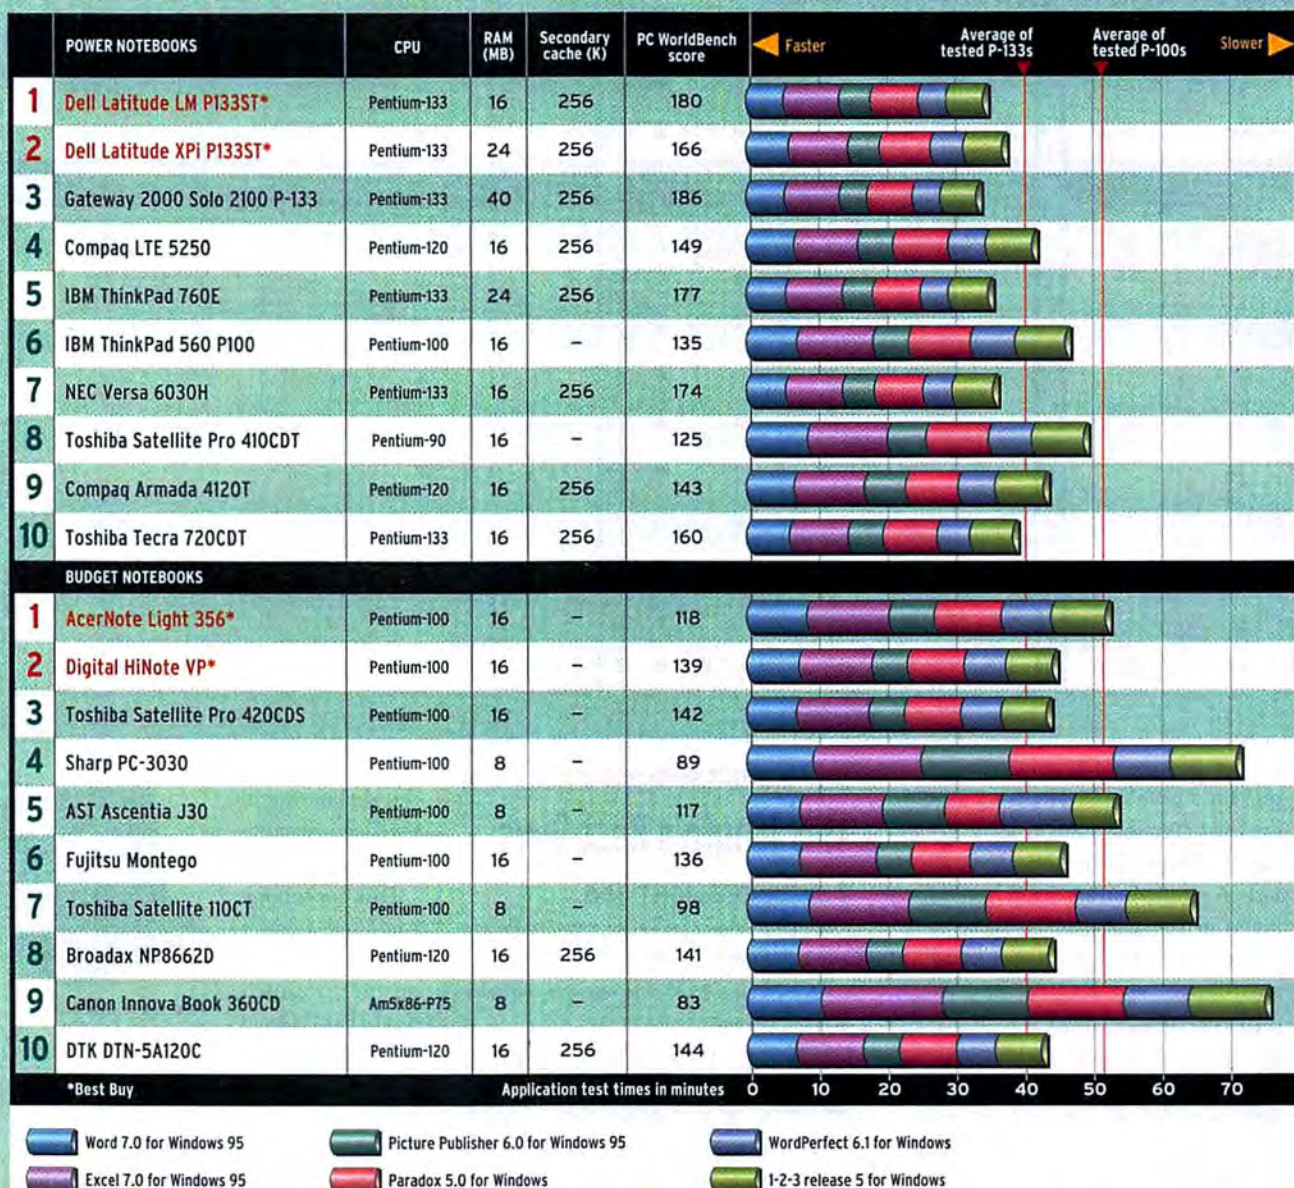 POWER NOTEBOOKS CPU RAM (MB) Secondary cache (K) PC WorldBench score Faster Average of tested P-133s Average of tested P-100s Slower
1 Dell Latitude LM P133ST* Pentium-133 16 256 180
2 Dell Latitude XPi P133ST* Pentium-133 24 256 166
3 Gateway 2000 Solo 2100 P-133 Pentium-133 40 256 186
4 Compaq LTE 5250 Pentium-120 16 256 149
5 IBM ThinkPad 760E Pentium-133 24 256 177
6 IBM ThinkPad 560 P100 Pentium-100 16 – 135
7 NEC Versa 6030H Pentium-133 16 256 174
8 Toshiba Satellite Pro 410CDT Pentium-90 16 – 125
9 Compaq Armada 4120T Pentium-120 16 256 143
10 Toshiba Tecra 720CDT Pentium-133 16 256 160
BUDGET NOTEBOOKS
1 AcerNote Light 356* Pentium-100 16 – 118
2 Digital HiNote VP* Pentium-100 16 – 139
3 Toshiba Satellite Pro 420CDS Pentium-100 16 – 142
4 Sharp PC-3030 Pentium-100 8 – 89
5 AST Ascentia J30 Pentium-100 8 – 117
6 Fujitsu Montego Pentium-100 16 – 136
7 Toshiba Satellite 110CT Pentium-100 8 – 98
8 Broadax NP8662D Pentium-120 16 256 141
9 Canon Innova Book 360CD Am5x86-P75 8 – 83
10 DTK DTN-5A120C Pentium-120 16 256 144
*Best Buy Application test times in minutes 0 10 20 30 40 50 60 70
Word 7.0 for Windows 95 Picture Publisher 6.0 for Windows 95 WordPerfect 6.1 for Windows
Excel 7.0 for Windows 95 Paradox 5.0 for Windows 1-2-3 release 5 for Windows